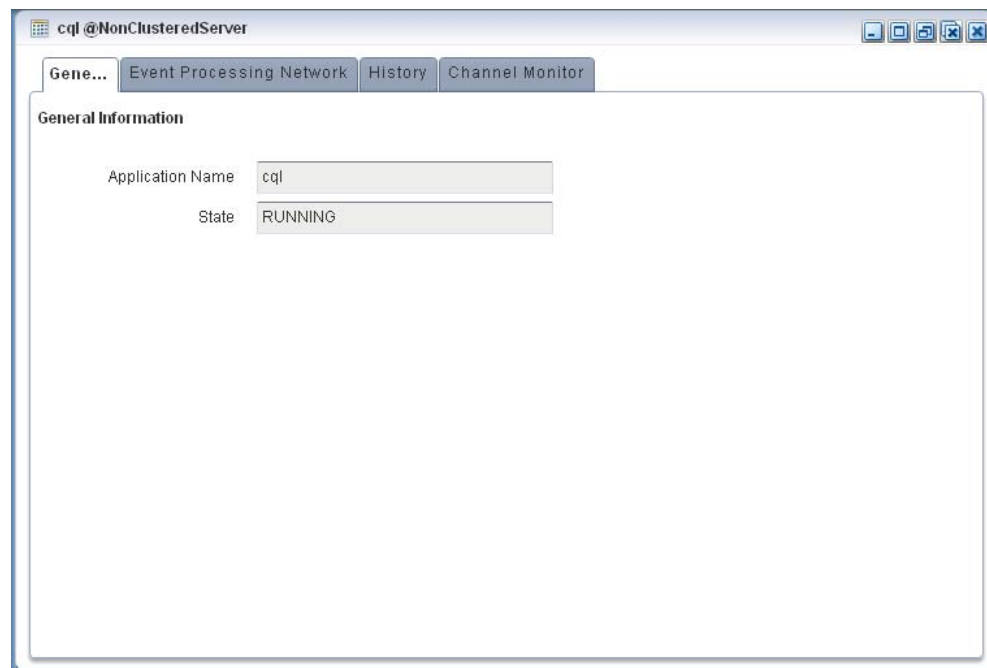 cql @NonClusteredServer
Gene... Event Processing Network History Channel Monitor
General Information
Application Name cql
State RUNNING